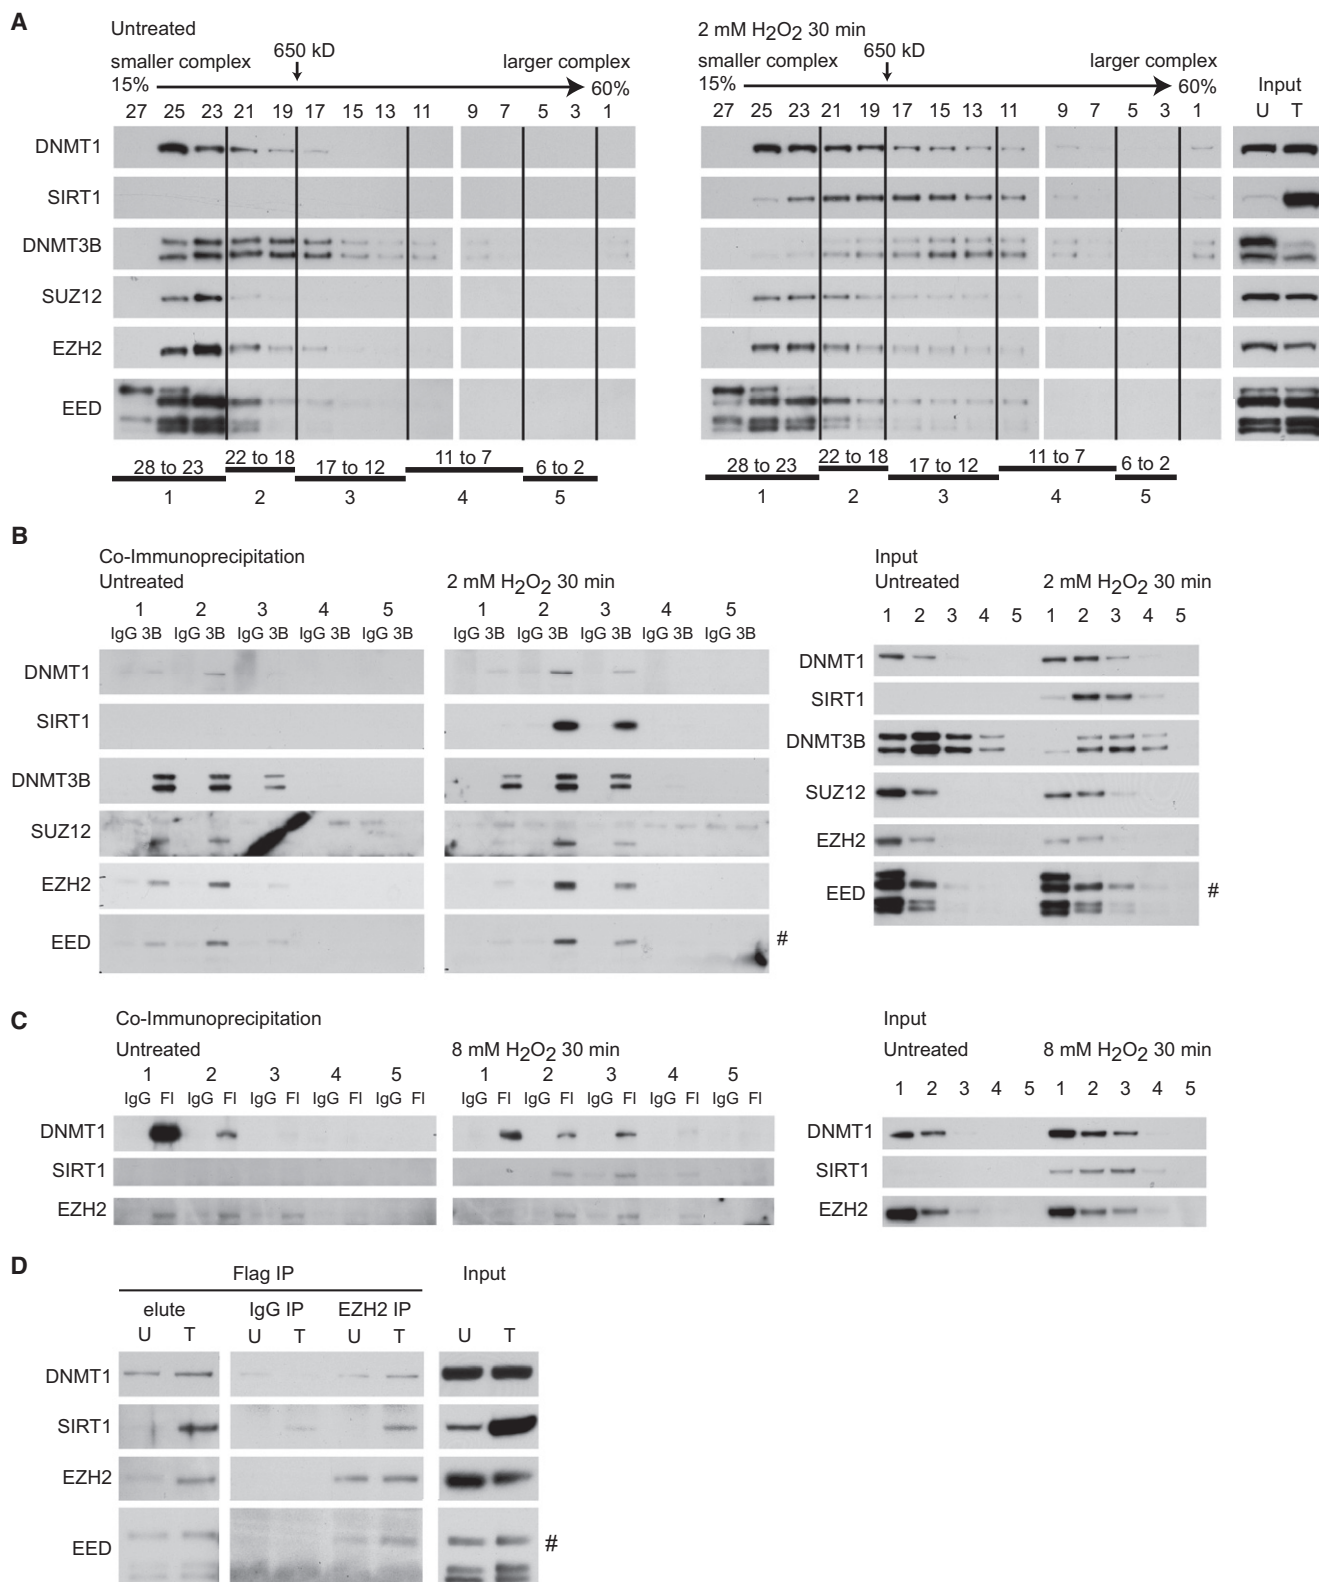 A
Untreated
650 kD
smaller complex larger complex
15% 60%
27 25 23 21 19 17 15 13 11 9 7 5 3 1
2 mM H2O2 30 min
650 kD
smaller complex larger complex
15% 60%
27 25 23 21 19 17 15 13 11 9 7 5 3 1
Input
U T
DNMT1
SIRT1
DNMT3B
SUZ12
EZH2
EED
28 to 23 22 to 18 17 to 12 11 to 7 6 to 2
1 2 3 4 5
28 to 23 22 to 18 17 to 12 11 to 7 6 to 2
1 2 3 4 5
B
Co-Immunoprecipitation
Untreated 2 mM H2O2 30 min
1 2 3 4 5 1 2 3 4 5
IgG 3B IgG 3B IgG 3B IgG 3B IgG 3B IgG 3B IgG 3B IgG 3B IgG 3B IgG 3B
DNMT1
SIRT1
DNMT3B
SUZ12
EZH2
EED #
Input
Untreated 2 mM H2O2 30 min
1 2 3 4 5 1 2 3 4 5
DNMT1
SIRT1
DNMT3B
SUZ12
EZH2
EED #
C
Co-Immunoprecipitation
Untreated 8 mM H2O2 30 min
1 2 3 4 5 1 2 3 4 5
IgG FI IgG FI IgG FI IgG FI IgG FI IgG FI IgG FI IgG FI IgG FI IgG FI
DNMT1
SIRT1
EZH2
Input
Untreated 8 mM H2O2 30 min
1 2 3 4 5 1 2 3 4 5
DNMT1
SIRT1
EZH2
D
Flag IP Input
elute IgG IP EZH2 IP
U T U T U T U T
DNMT1
SIRT1
EZH2
EED #